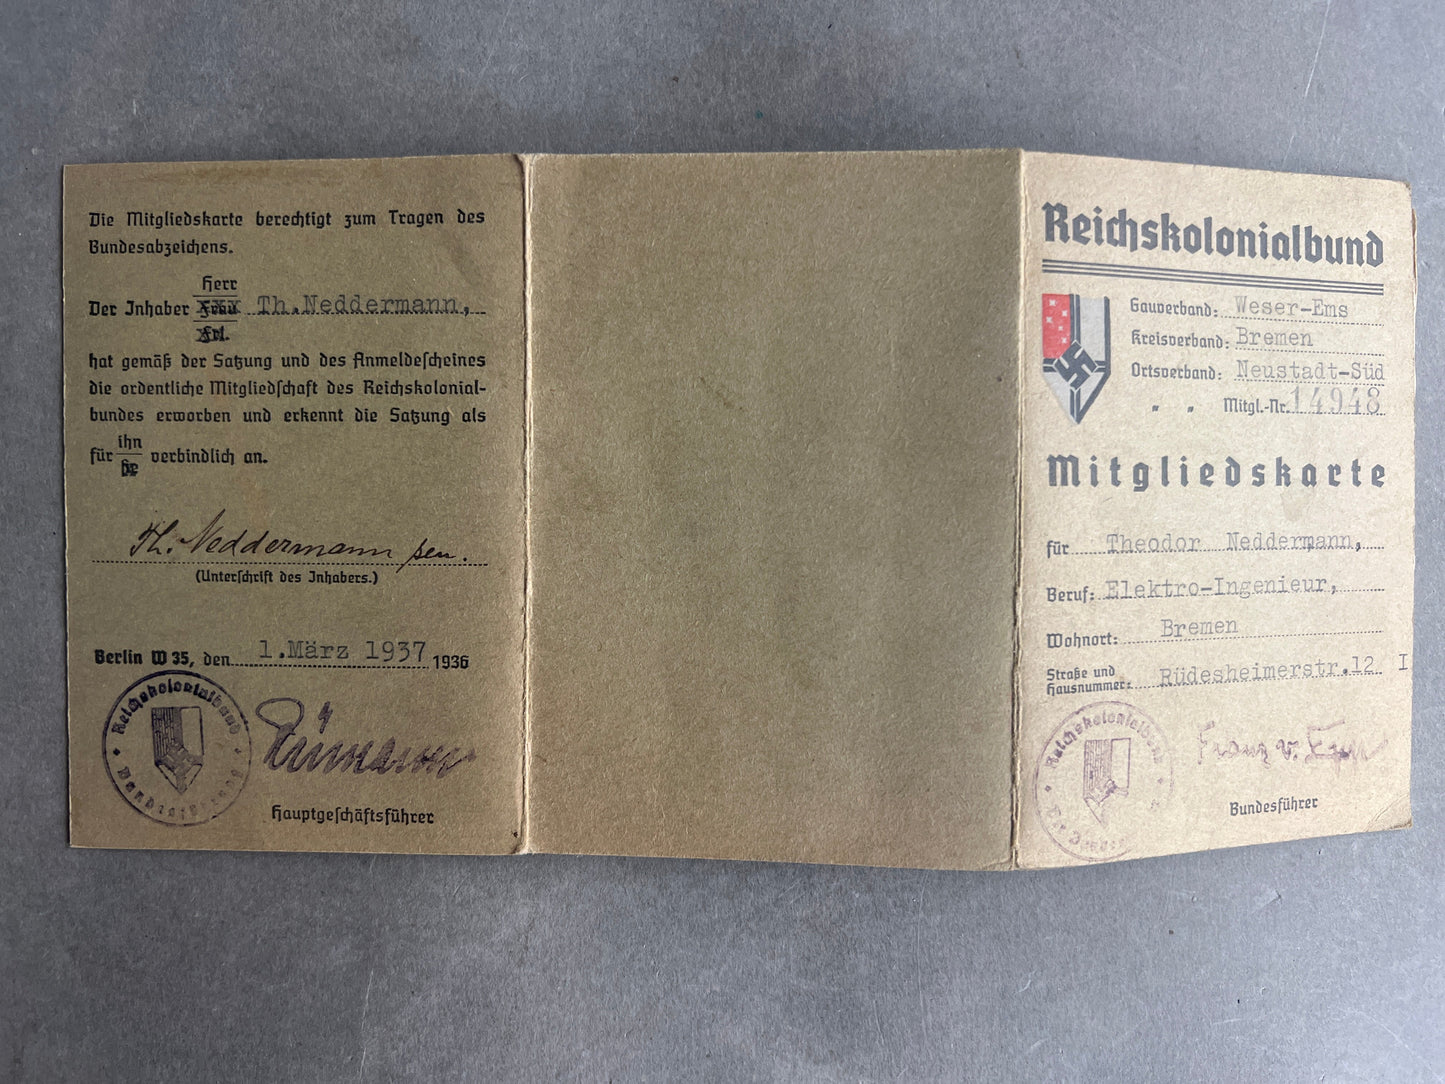 Die Mitgliedskarte berechtigt zum Tragen des
Bundesabzeichens.
Herr
Der Inhaber Frau Th.Neddermann,
Frl.
hat gemäß der Satzung und des Anmeldescheines
die ordentliche Mitgliedschaft des Reichskolonial-
bundes erworben und erkennt die Satzung als
ihn
für verbindlich an.
Th. Neddermann sen.
(Unterschrift des Inhabers.)
Berlin W 35, den 1.März 1937 1936
Reichskolonialbund
Bundesführung
Hauptgeschäftsführer
Reichskolonialbund
Gauverband: Weser-Ems
Kreisverband: Bremen
Ortsverband: Neustadt-Süd
" " Mitgl.-Nr. 14948
Mitgliedskarte
für Theodor Neddermann,
Beruf: Elektro-Ingenieur,
Wohnort: Bremen
Straße und
Hausnummer: Rüdesheimerstr.12 I
Reichskolonialbund
Franz v. Epp
Bundesführer